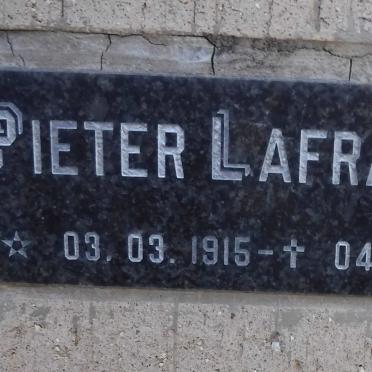 PIETER LAFRA
03. 03. 1915 - ✝ 04